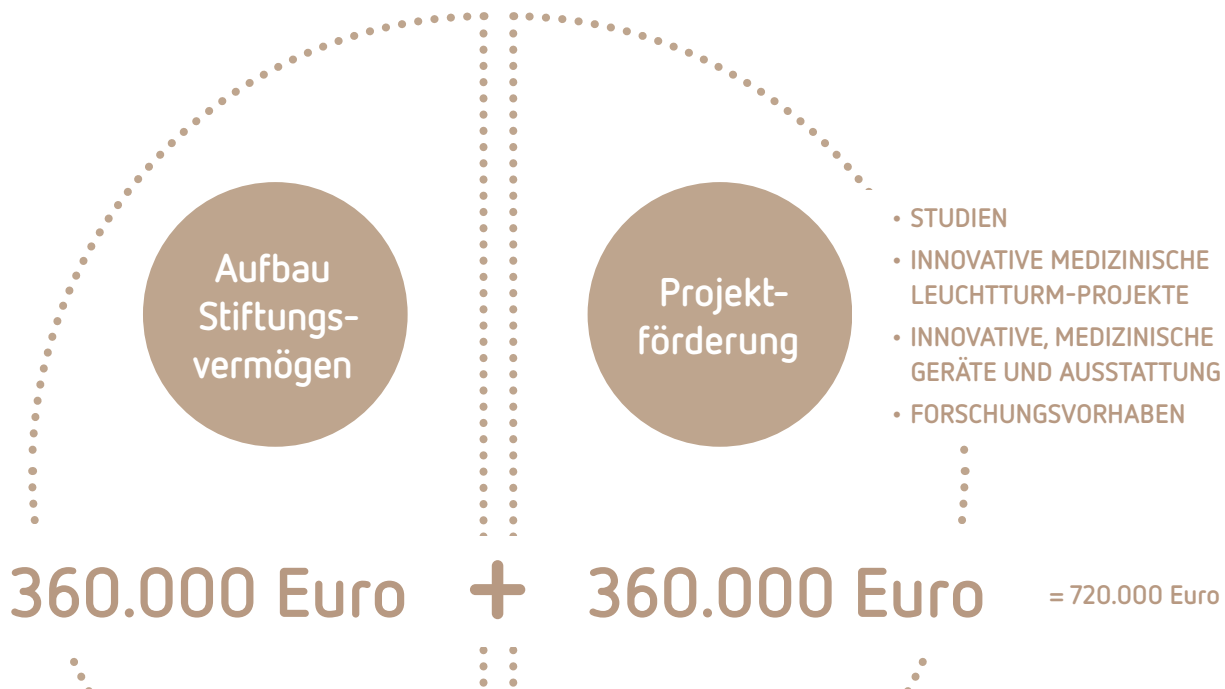 Aufbau
Stiftungs-
vermögen
Projekt-
förderung
• STUDIEN
• INNOVATIVE MEDIZINISCHE
LEUCHTTURM-PROJEKTE
• INNOVATIVE, MEDIZINISCHE
GERÄTE UND AUSSTATTUNG
• FORSCHUNGSVORHABEN
360.000 Euro + 360.000 Euro = 720.000 Euro